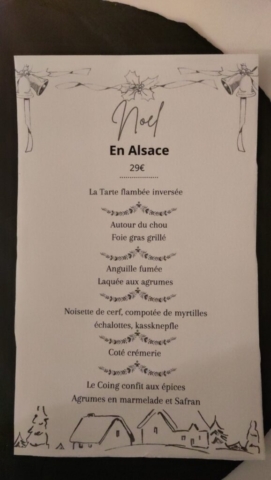 Noel
En Alsace
29€
La Tarte flambée inversée
Autour du chou
Foie gras grillé
Anguille fumée
Laquée aux agrumes
Noisette de cerf, compotée de myrtilles
échalottes, kassknepfle
Coté crémerie
Le Coing confit aux épices
Agrumes en marmelade et Safran